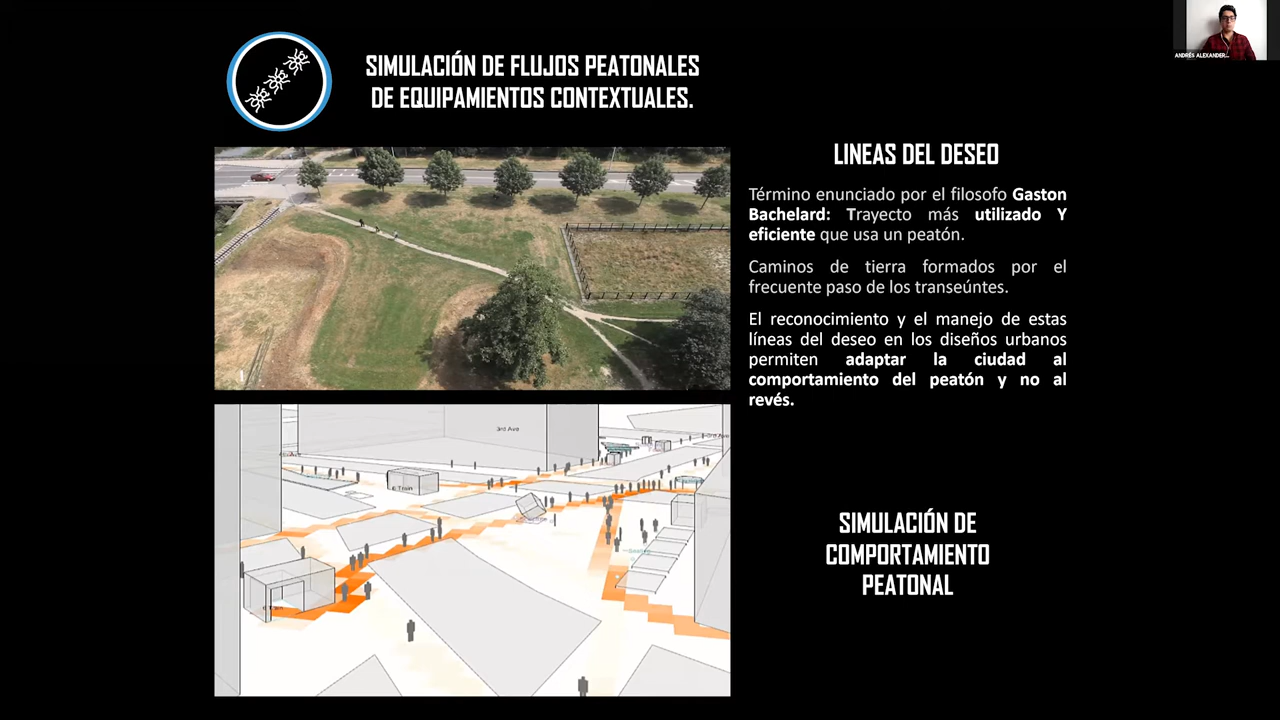 SIMULACIÓN DE FLUJOS PEATONALES
DE EQUIPAMIENTOS CONTEXTUALES.
ANDRÉS ALEXANDER...
LINEAS DEL DESEO
Término enunciado por el filosofo Gaston
Bachelard: Trayecto más utilizado Y
eficiente que usa un peatón.
Caminos de tierra formados por el
frecuente paso de los transeúntes.
El reconocimiento y el manejo de estas
líneas del deseo en los diseños urbanos
permiten adaptar la ciudad al
comportamiento del peatón y no al
revés.
3rd Ave
6 Train
SIMULACIÓN DE
COMPORTAMIENTO
PEATONAL